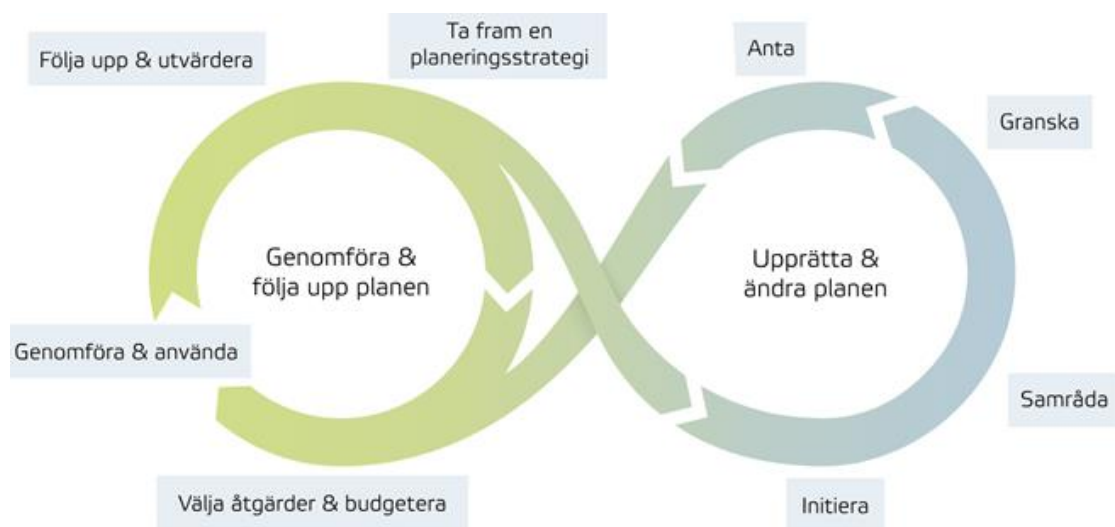 Ta fram en
planeringsstrategi
Anta
Följa upp & utvärdera
Granska
Genomföra &
följa upp planen
Upprätta &
ändra planen
Genomföra & använda
Samråda
Välja åtgärder & budgetera
Initiera